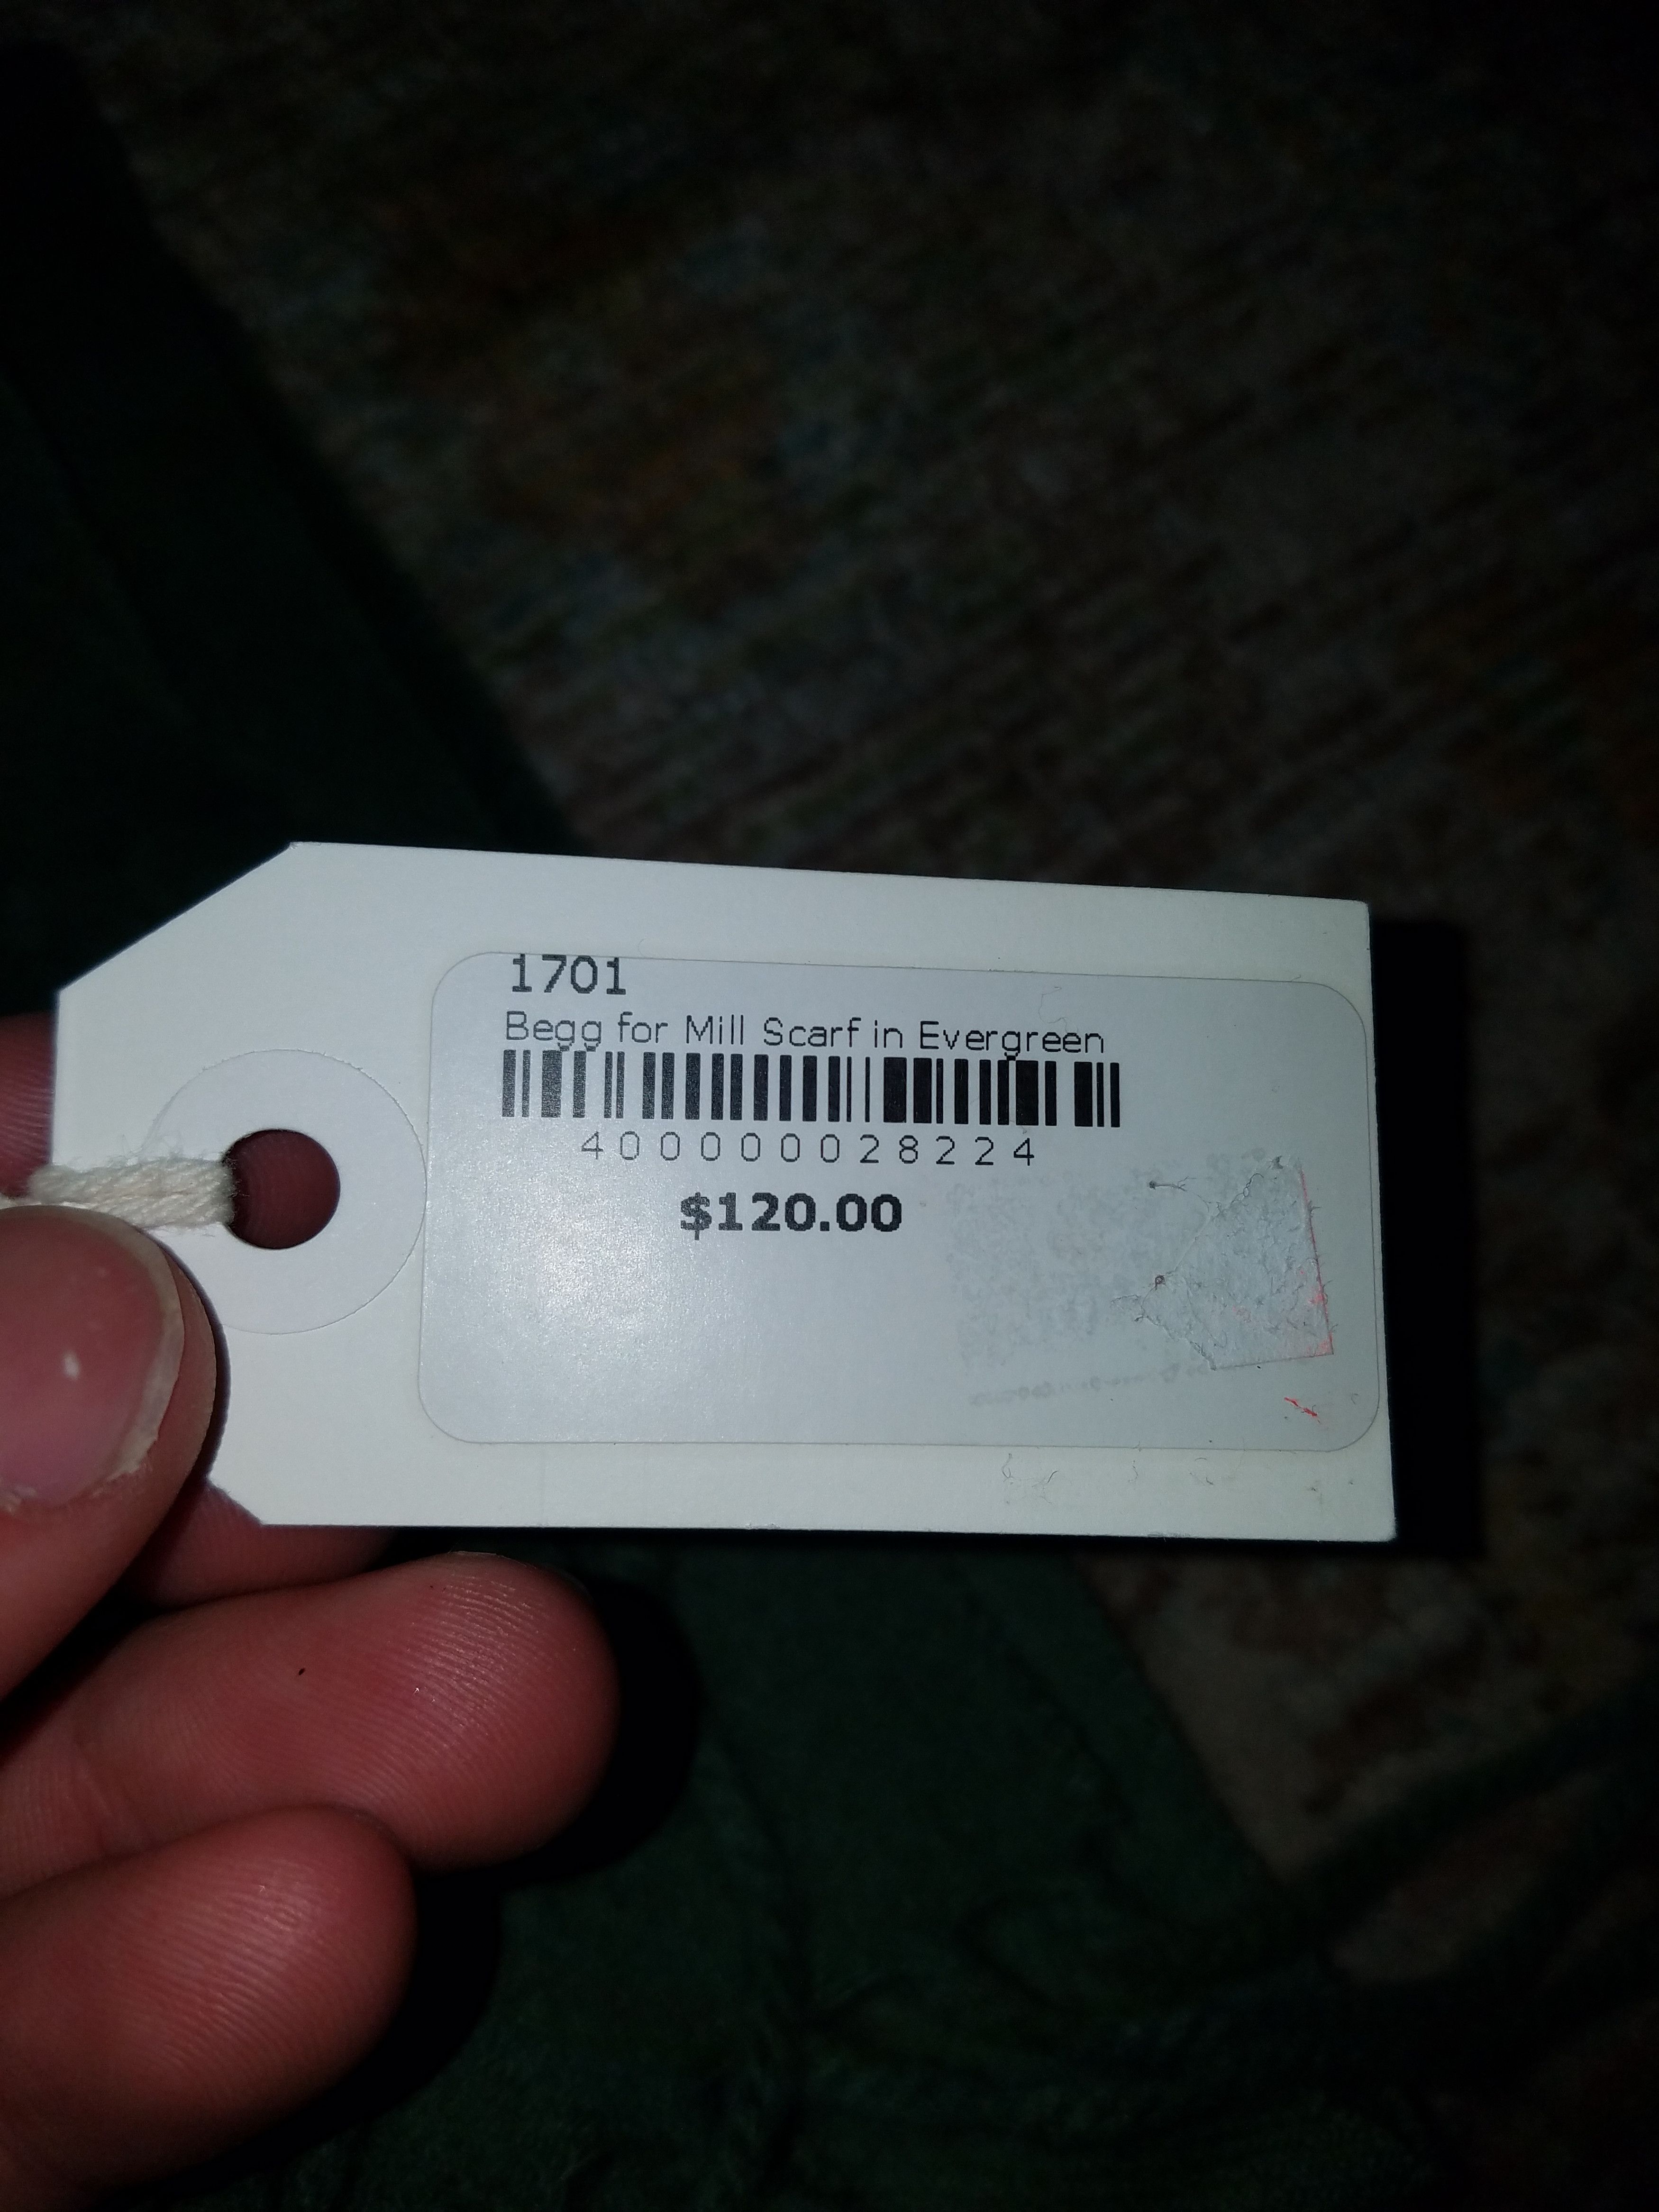 1701
Begg for Mill Scarf in Evergreen
400000028224
$120.00